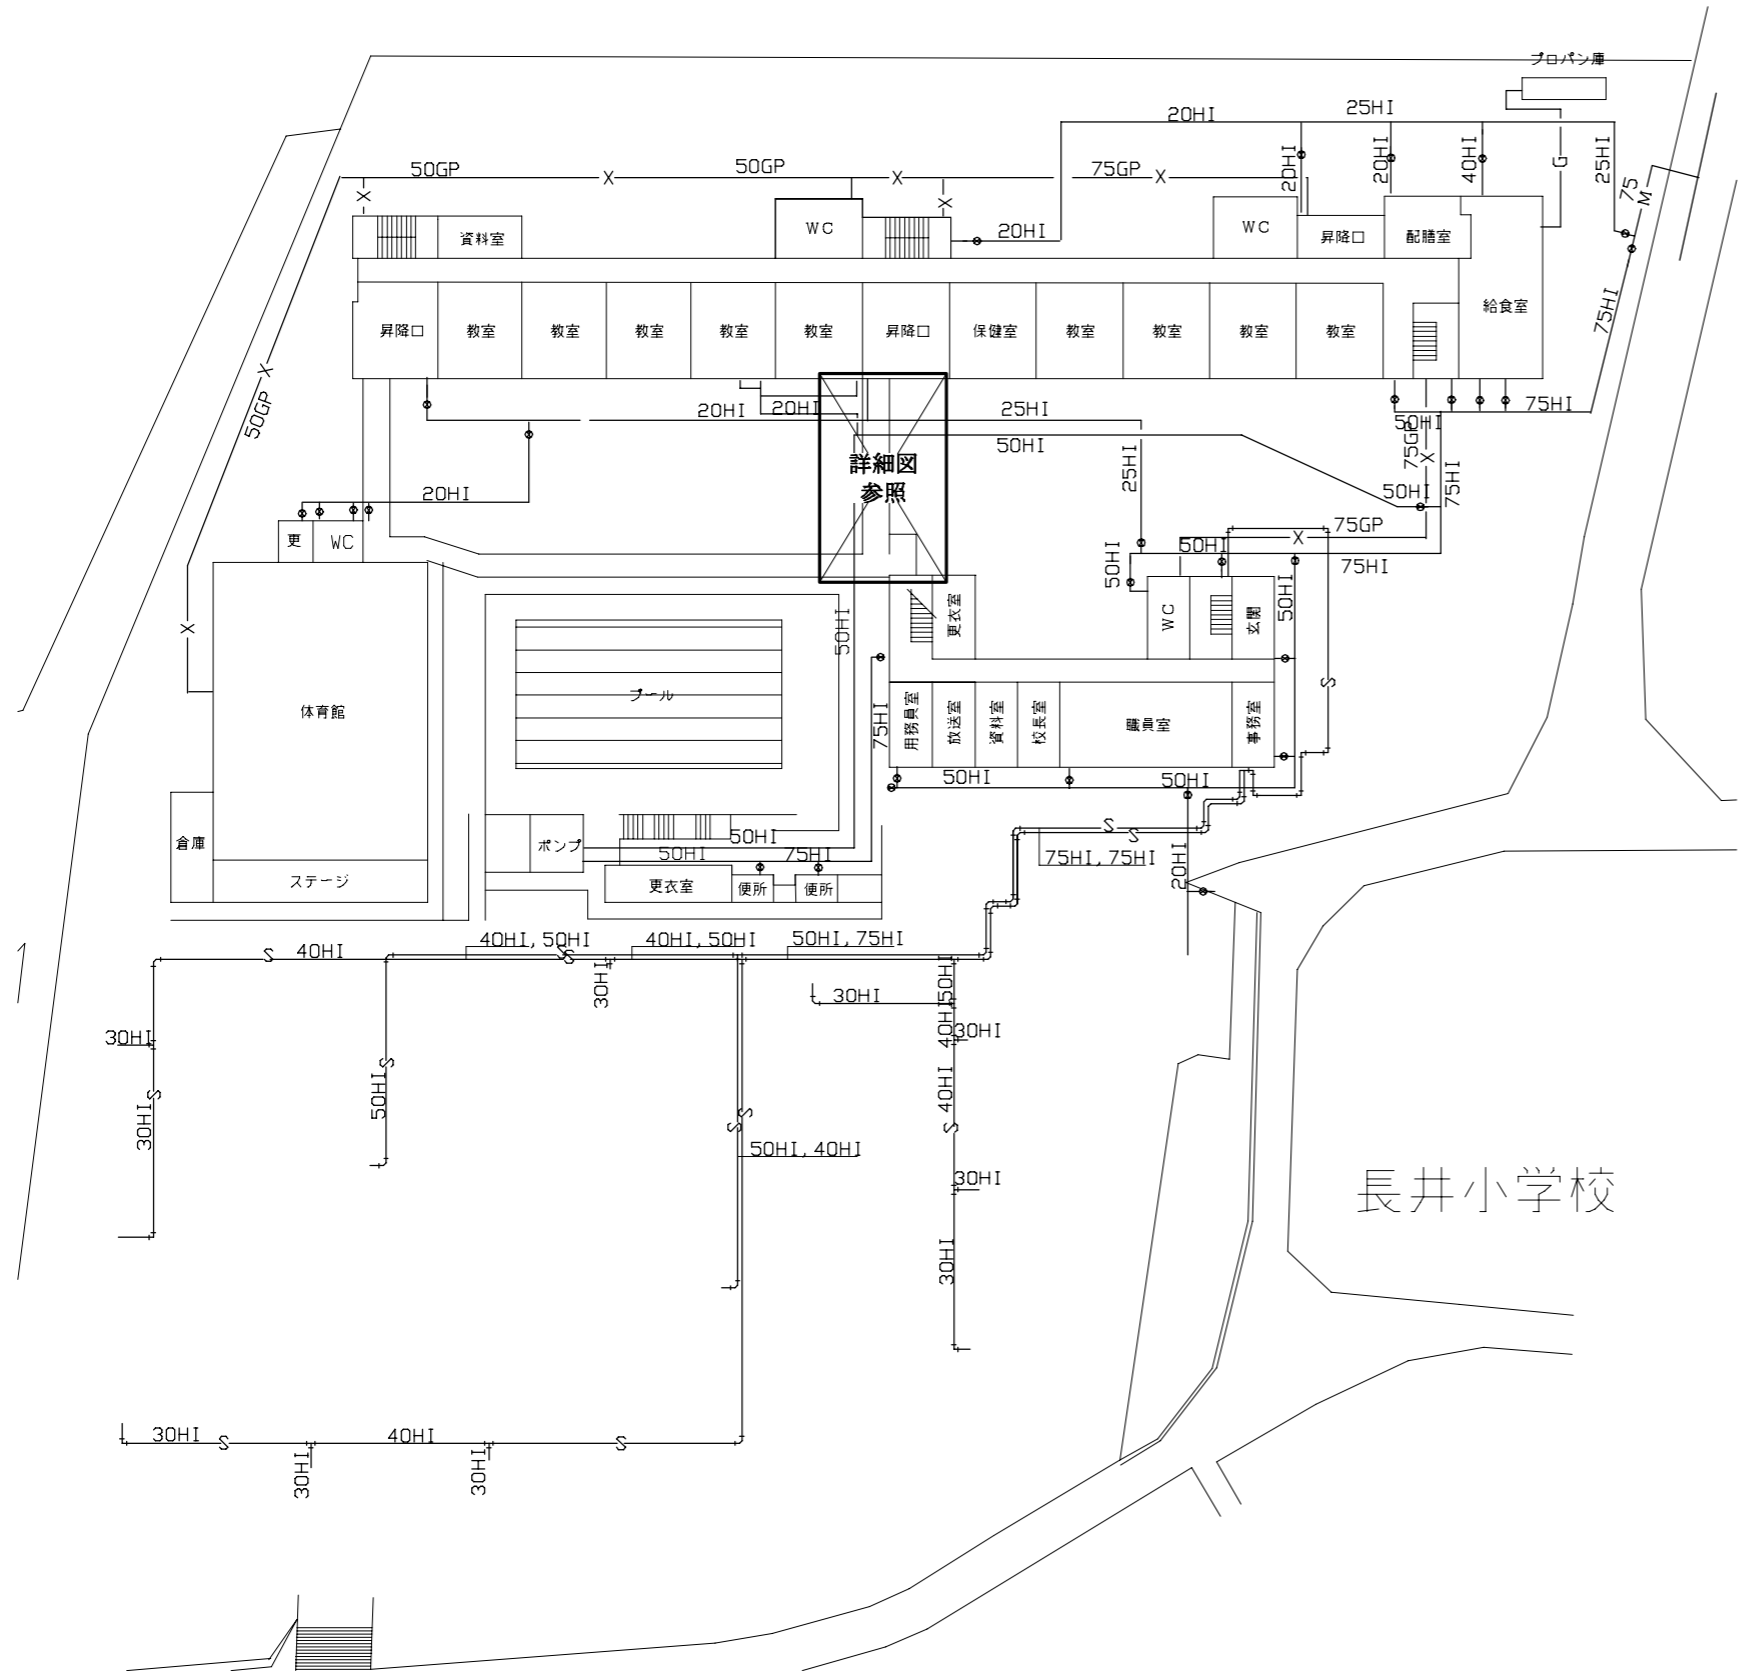 プロパン庫
20HI
25HI
20HI
20HI
40HI
25HI
G
75
M
50GP
X
50GP
X
75GP
X
X
X
資料室
WC
20HI
WC
昇降口
配膳室
給食室
75HI
昇降口
教室
教室
教室
教室
教室
昇降口
保健室
教室
教室
教室
教室
X
50GP
20HI
20HI
25HI
50HI
75HI
50HI
75GP
X
詳細図
参照
25HI
50HI
75HI
20HI
更
WC
75GP
X
50HI
75HI
50HI
50HI
50HI
更衣室
WC
玄関
X
体育館
プール
75HI
用務員室
放送室
資料室
校長室
職員室
事務室
S
50HI
50HI
倉庫
ステージ
ポンプ
50HI
50HI
75HI
更衣室
便所
便所
S
S
75HI, 75HI
20HI
S
40HI
40HI, 50HI
S
S
40HI, 50HI
50HI, 75HI
30HI
30HI
50HI
40HI
30HI
30HI
S
30HI
S
50HI
S
S
50HI, 40HI
40HI
S
30HI
30HI
長井小学校
30HI
S
40HI
S
30HI
30HI